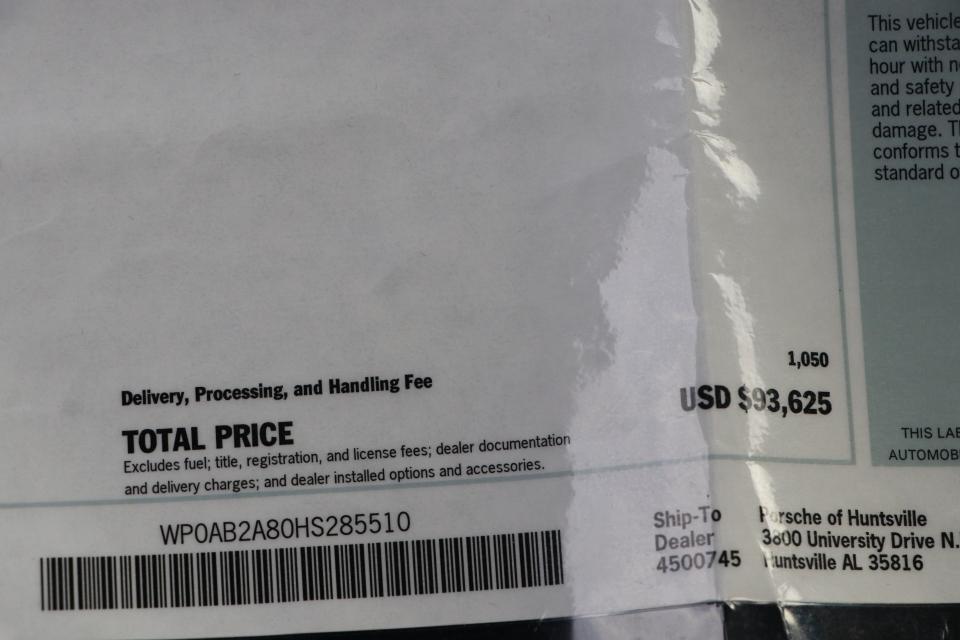 This vehicle
can withsta
hour with n
and safety
and related
damage. T
conforms t
standard o
Delivery, Processing, and Handling Fee 1,050
TOTAL PRICE USD $93,625
Excludes fuel; title, registration, and license fees; dealer documentation
and delivery charges; and dealer installed options and accessories.
THIS LAB
AUTOMOB
WP0AB2A80HS285510
Ship-To Porsche of Huntsville
Dealer 3800 University Drive N.
4500745 Huntsville AL 35816